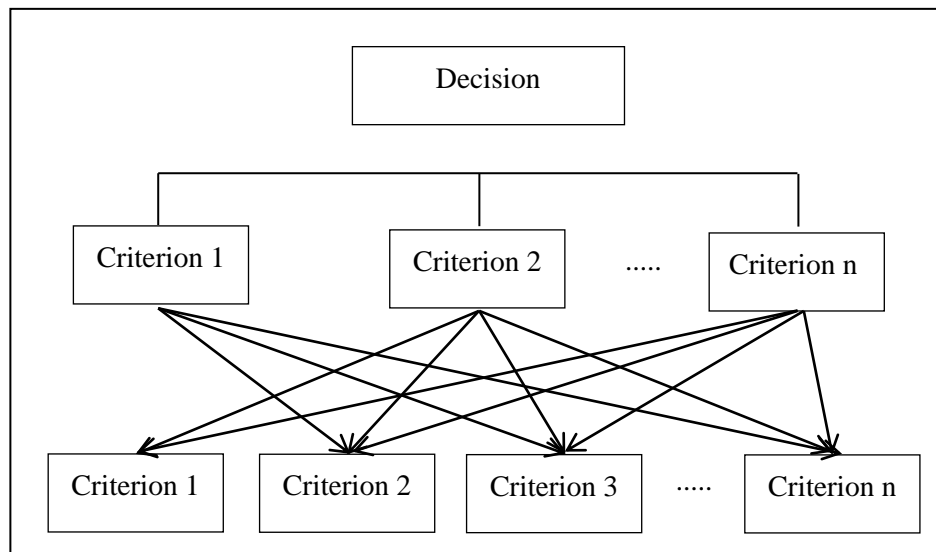 Decision
Criterion 1
Criterion 2
.....
Criterion n
Criterion 1
Criterion 2
Criterion 3
.....
Criterion n